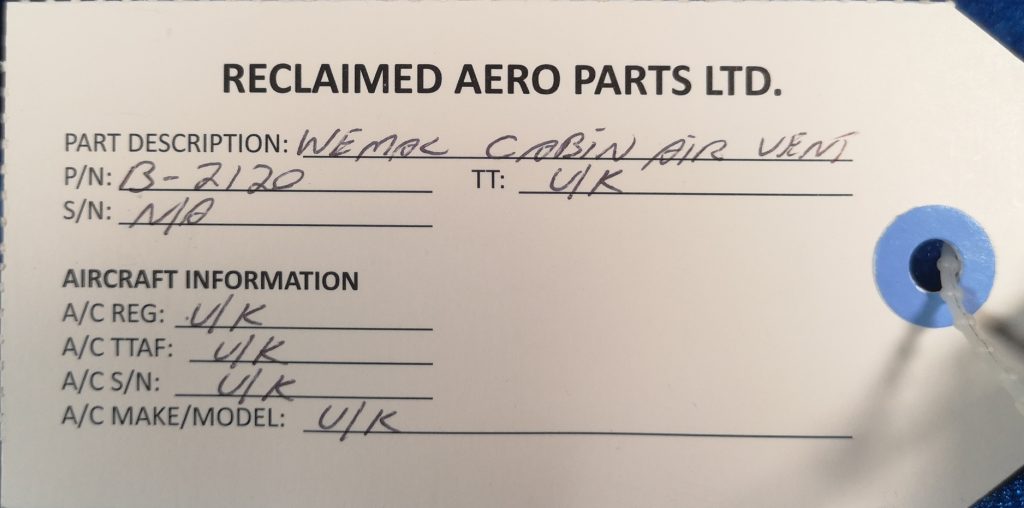 RECLAIMED AERO PARTS LTD.
PART DESCRIPTION: WEMAC CABIN AIR VENT
P/N: B-2120 TT: U/K
S/N: N/A
AIRCRAFT INFORMATION
A/C REG: U/K
A/C TTAF: U/K
A/C S/N: U/K
A/C MAKE/MODEL: U/K